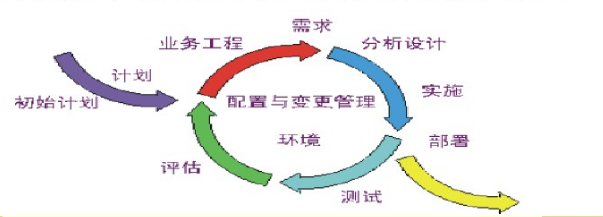 需求
业务工程
分析设计
计划
初始计划
配置与变更管理
实施
环境
部署
评估
测试